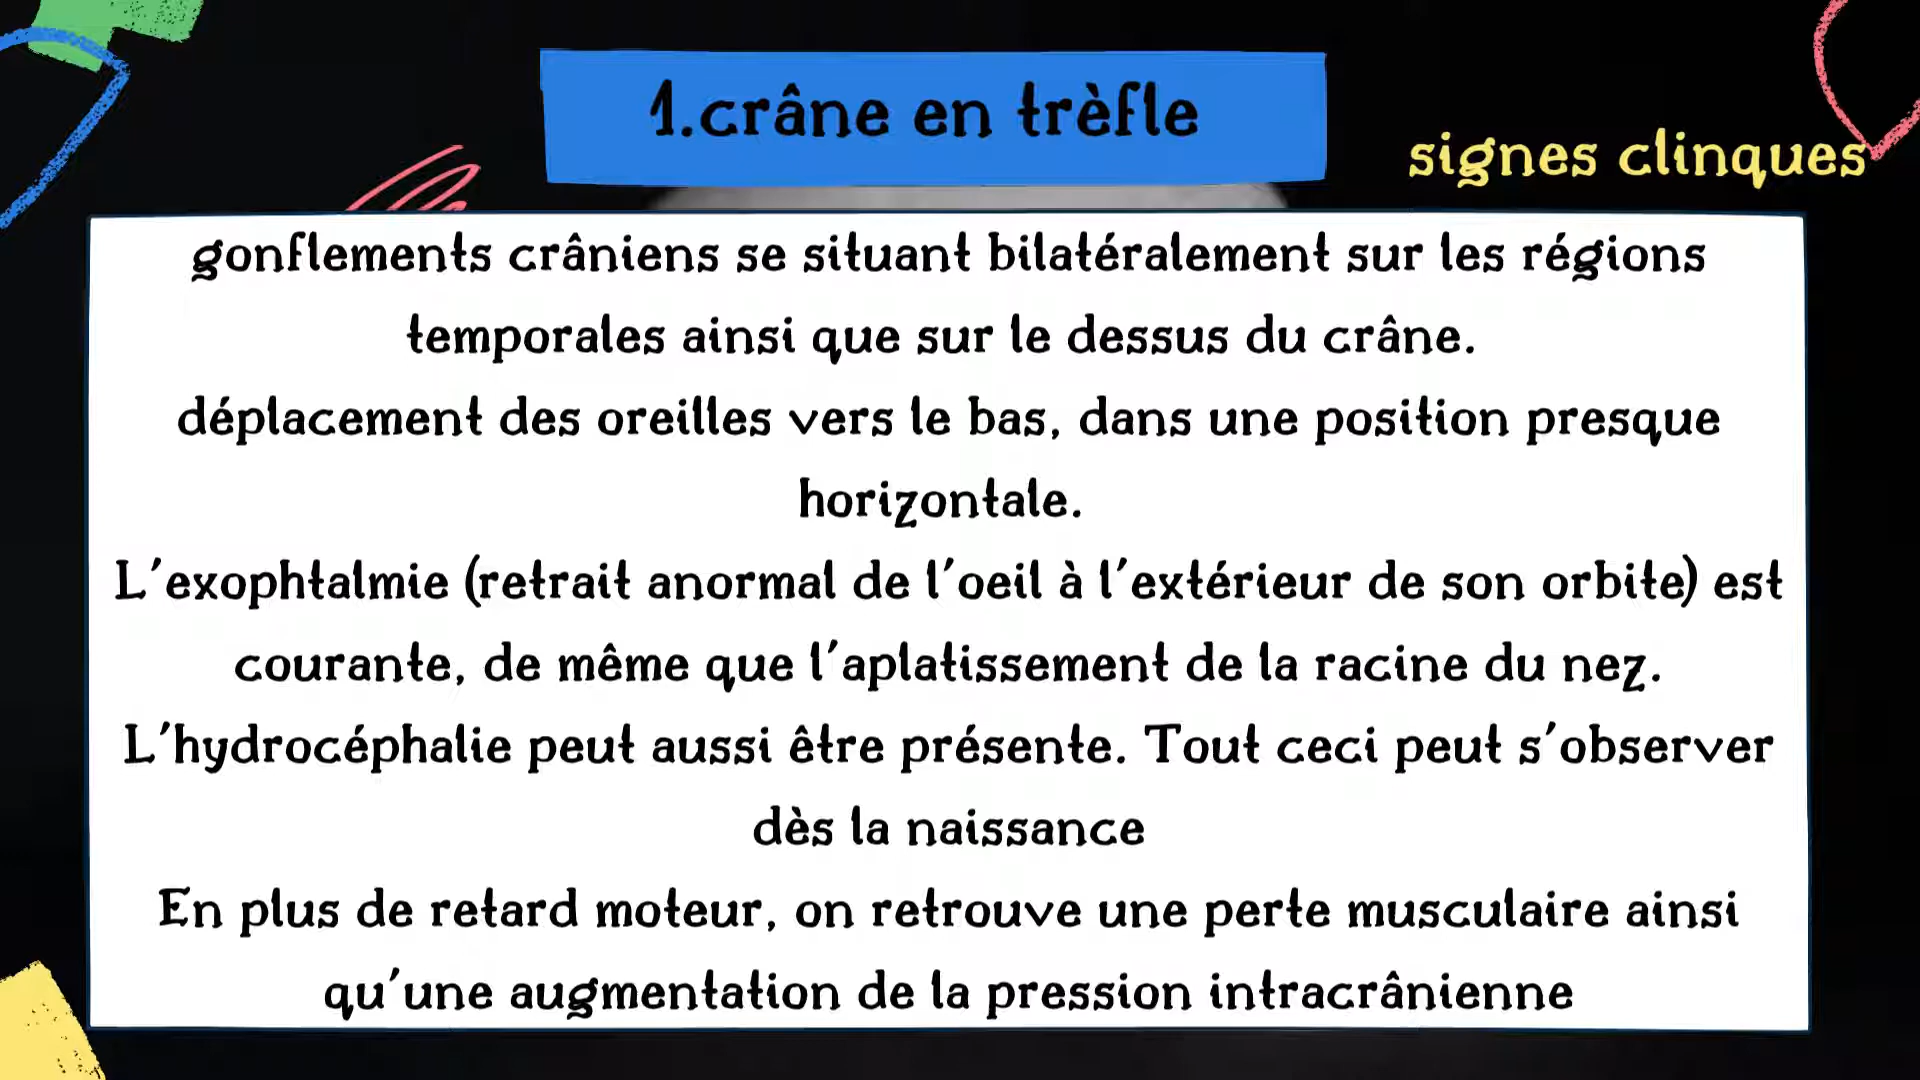 1.crâne en trèfle
signes clinques
gonflements crâniens se situant bilatéralement sur les régions
temporales ainsi que sur le dessus du crâne.
déplacement des oreilles vers le bas, dans une position presque
horizontale.
L'exophtalmie (retrait anormal de l'oeil à l'extérieur de son orbite) est
courante, de même que l'aplatissement de la racine du nez.
L'hydrocéphalie peut aussi être présente. Tout ceci peut s'observer
dès la naissance
En plus de retard moteur, on retrouve une perte musculaire ainsi
qu'une augmentation de la pression intracrânienne